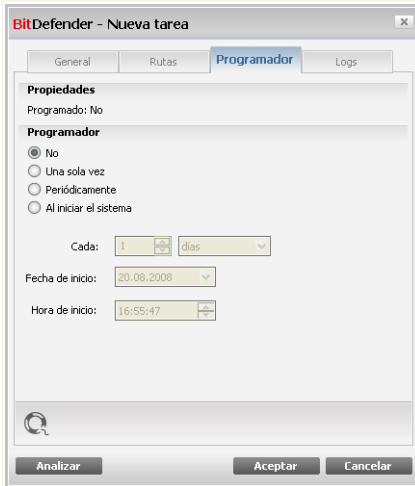 BitDefender - Nueva tarea
General Rutas Programador Logs
Propiedades
Programado: No
Programador
No
Una sola vez
Periódicamente
Al iniciar el sistema
Cada: 1 días
Fecha de inicio: 20.08.2008
Hora de inicio: 16:55:47
Analizar Aceptar Cancelar